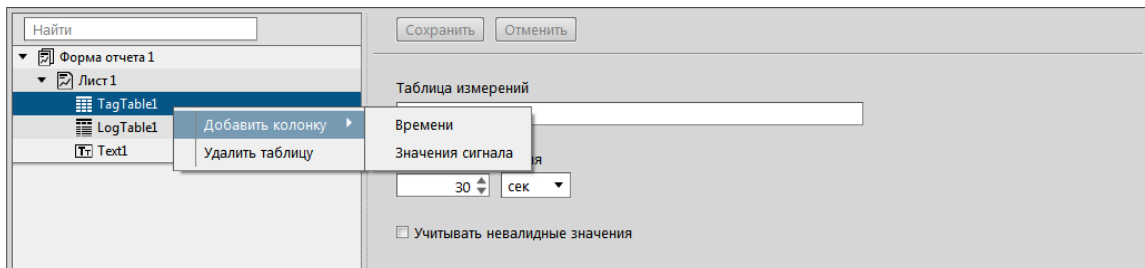 Найти
Сохранить Отменить
Форма отчета 1
Лист 1
TagTable1
LogTable1
Text1
Добавить колонку
Удалить таблицу
Времени
Значения сигнала
Таблица измерений
30 сек
Учитывать невалидные значения